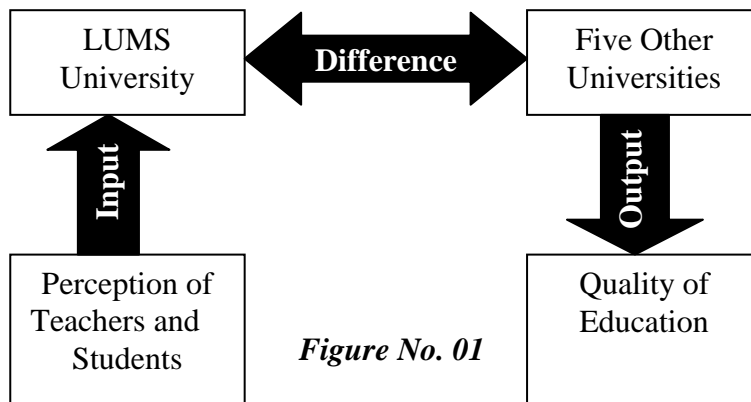 LUMS
University
Difference
Five Other
Universities
Input
Output
Perception of
Teachers and
Students
Figure No. 01
Quality of
Education